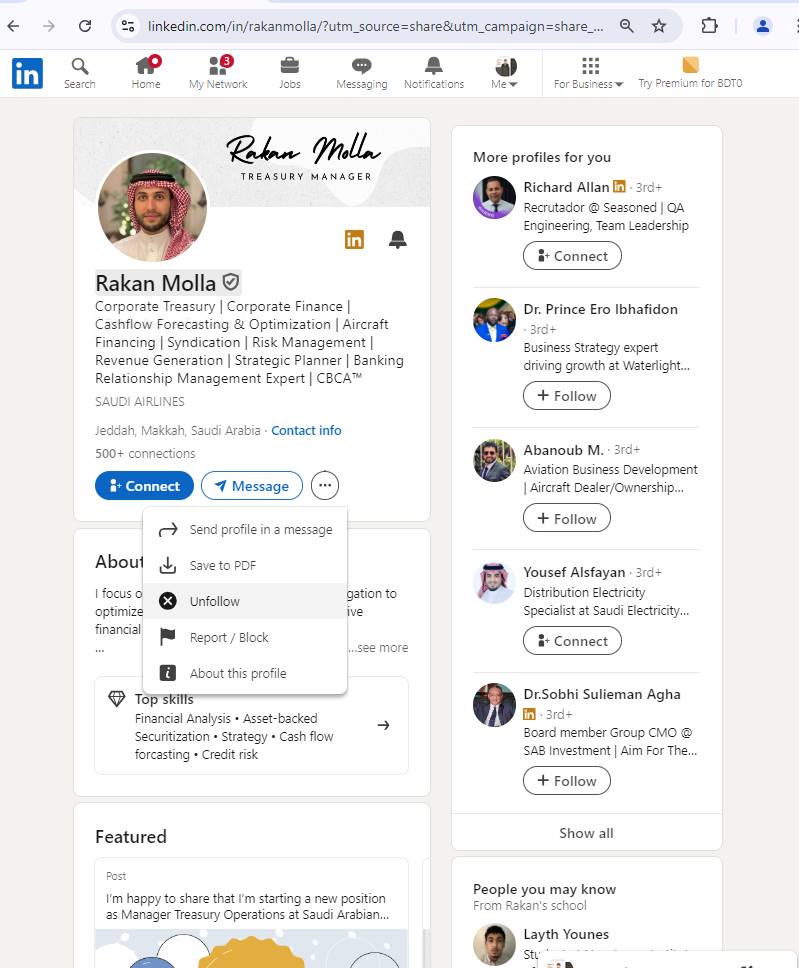 linkedin.com/in/rakanmolla/?utm_source=share&utm_campaign=share_...
in
Search
Home
3
My Network
Jobs
Messaging
Notifications
Me
For Business
Try Premium for BDT0
Rakan Molla
TREASURY MANAGER
in
Rakan Molla
Corporate Treasury | Corporate Finance |
Cashflow Forecasting & Optimization | Aircraft
Financing | Syndication | Risk Management |
Revenue Generation | Strategic Planner | Banking
Relationship Management Expert | CBCA™
SAUDI AIRLINES
Jeddah, Makkah, Saudi Arabia · Contact info
500+ connections
Connect
Message
Send profile in a message
Save to PDF
Unfollow
Report / Block
About this profile
About
I focus o
gation to
optimize
ive
financial
...
...see more
Top skills
Financial Analysis • Asset-backed
Securitization • Strategy • Cash flow
forcasting • Credit risk
Featured
Post
I'm happy to share that I'm starting a new position
as Manager Treasury Operations at Saudi Arabian...
More profiles for you
Richard Allan in · 3rd+
Recrutador @ Seasoned | QA
Engineering, Team Leadership
Connect
Dr. Prince Ero Ibhafidon
· 3rd+
Business Strategy expert
driving growth at Waterlight...
+ Follow
Abanoub M. · 3rd+
Aviation Business Development
| Aircraft Dealer/Ownership...
+ Follow
Yousef Alsfayan · 3rd+
Distribution Electricity
Specialist at Saudi Electricity...
Connect
Dr.Sobhi Sulieman Agha
in · 3rd+
Board member Group CMO @
SAB Investment | Aim For The...
+ Follow
Show all
People you may know
From Rakan's school
Layth Younes